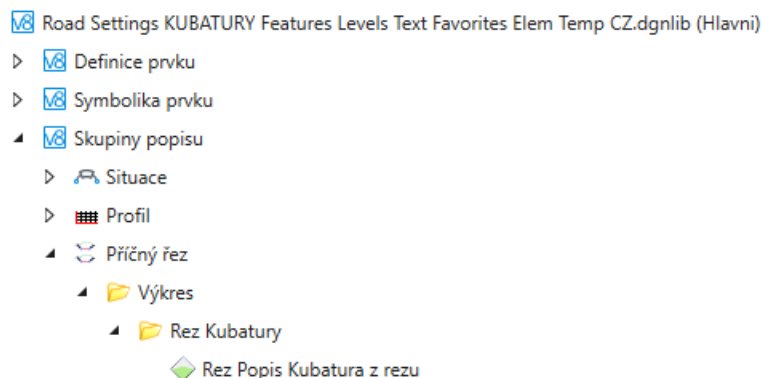 Road Settings KUBATURY Features Levels Text Favorites Elem Temp CZ.dgnlib (Hlavni)
Definice prvku
Symbolika prvku
Skupiny popisu
Situace
Profil
Příčný řez
Výkres
Rez Kubatury
Rez Popis Kubatura z rezu